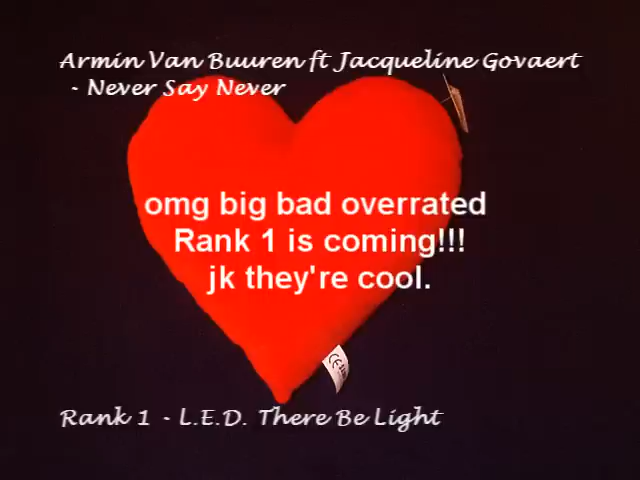 Armin Van Buuren ft Jacqueline Govaert
- Never Say Never
omg big bad overrated
Rank 1 is coming!!!
jk they're cool.
CE
Rank 1 - L.E.D. There Be Light